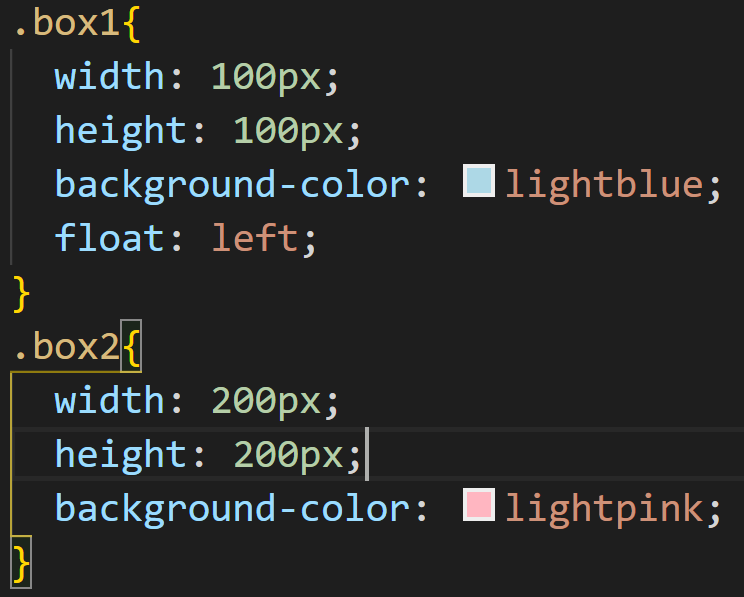 .box1{
  width: 100px;
  height: 100px;
  background-color: lightblue;
  float: left;
}
.box2{
  width: 200px;
  height: 200px;
  background-color: lightpink;
}